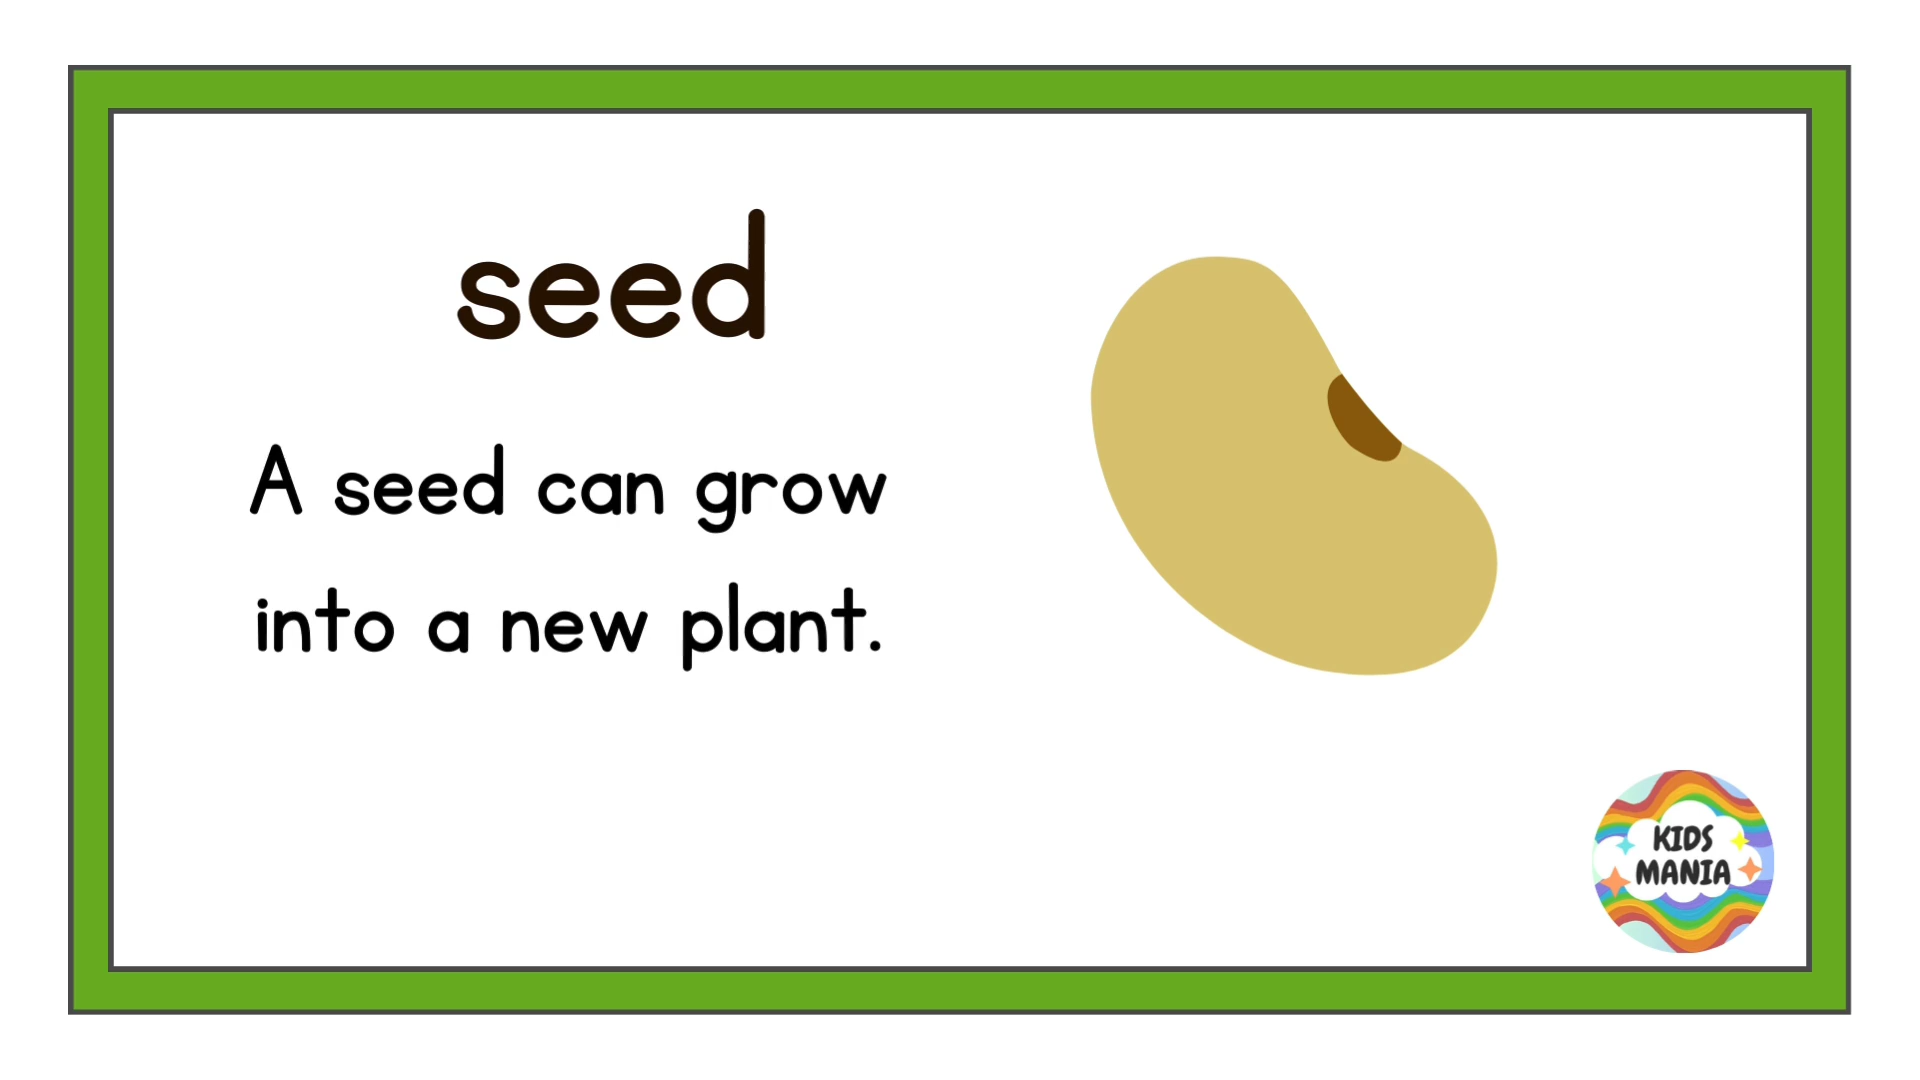 seed
A seed can grow
into a new plant.
KIDS
MANIA